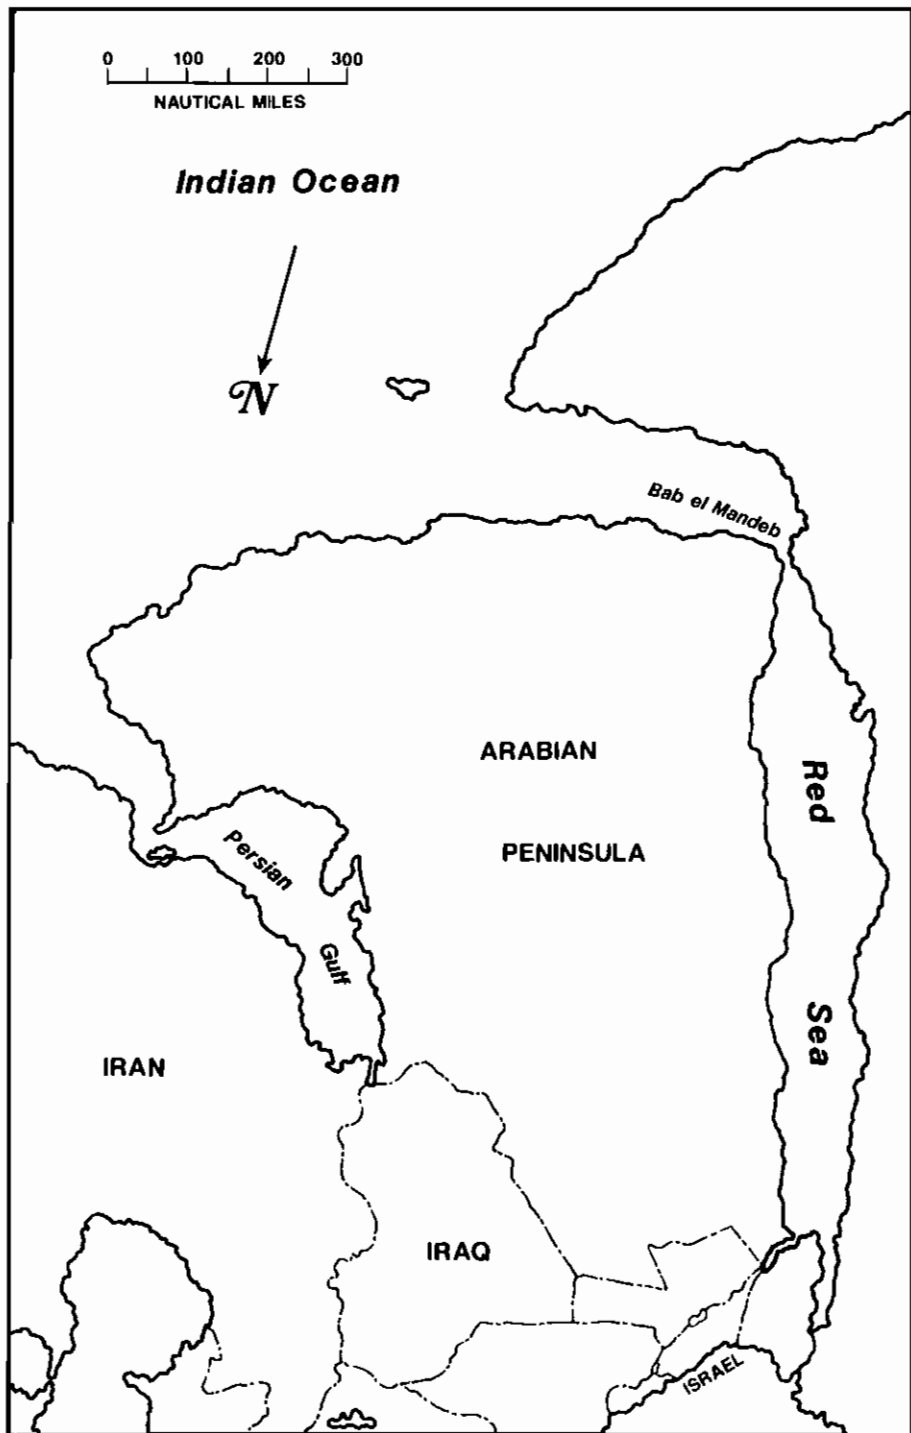 0 100 200 300
NAUTICAL MILES
Indian Ocean
N
Bab el Mandeb
ARABIAN
PENINSULA
Red
Sea
Persian
Gulf
IRAN
IRAQ
ISRAEL